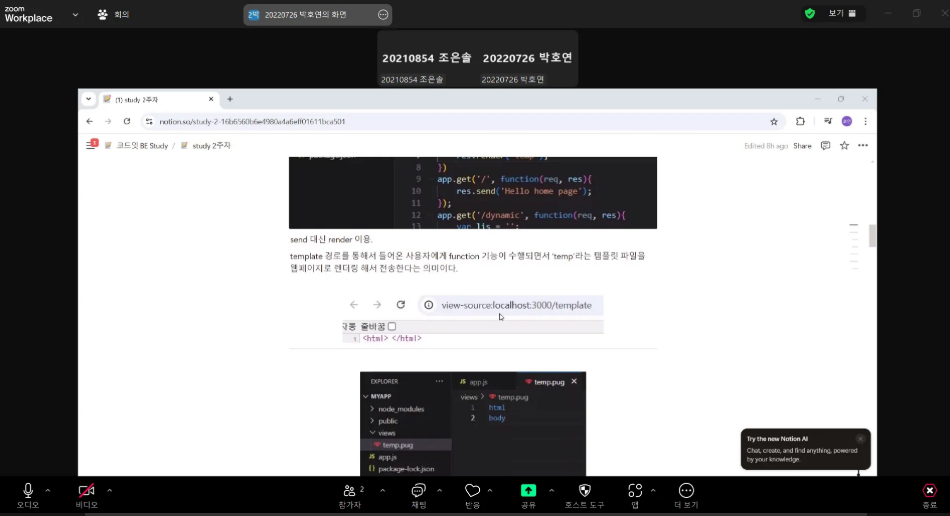 zoom
Workplace
회의
20220726 박호연의 화면
보기
20210854 조은솔
20220726 박호연
20210854 조은솔
20220726 박호연
(1) study 2주차
notion.so/study-2-16b6560b6e4980a4a6eff01611bca501
코드잇 BE Study / study 2주차
Edited 8h ago Share
8 })
9 app.get('/', function(req, res){
10 res.send('Hello home page');
11 });
12 app.get('/dynamic', function(req, res){
13 var lis = '';
send 대신 render 이용.
template 경로를 통해서 들어온 사용자에게 function 기능이 수행되면서 'temp'라는 템플릿 파일을
웹페이지로 렌더링 해서 전송한다는 의미이다.
view-source:localhost:3000/template
자동 줄바꿈
1 <html> </html>
EXPLORER
app.js
temp.pug
MYAPP
views > temp.pug
node_modules
1 html
public
2 body
views
temp.pug
app.js
package-lock.json
Try the new Notion AI
Chat, create, and find anything, powered
by your knowledge.
오디오
비디오
2
참가자
채팅
반응
공유
호스트 도구
앱
더 보기
종료